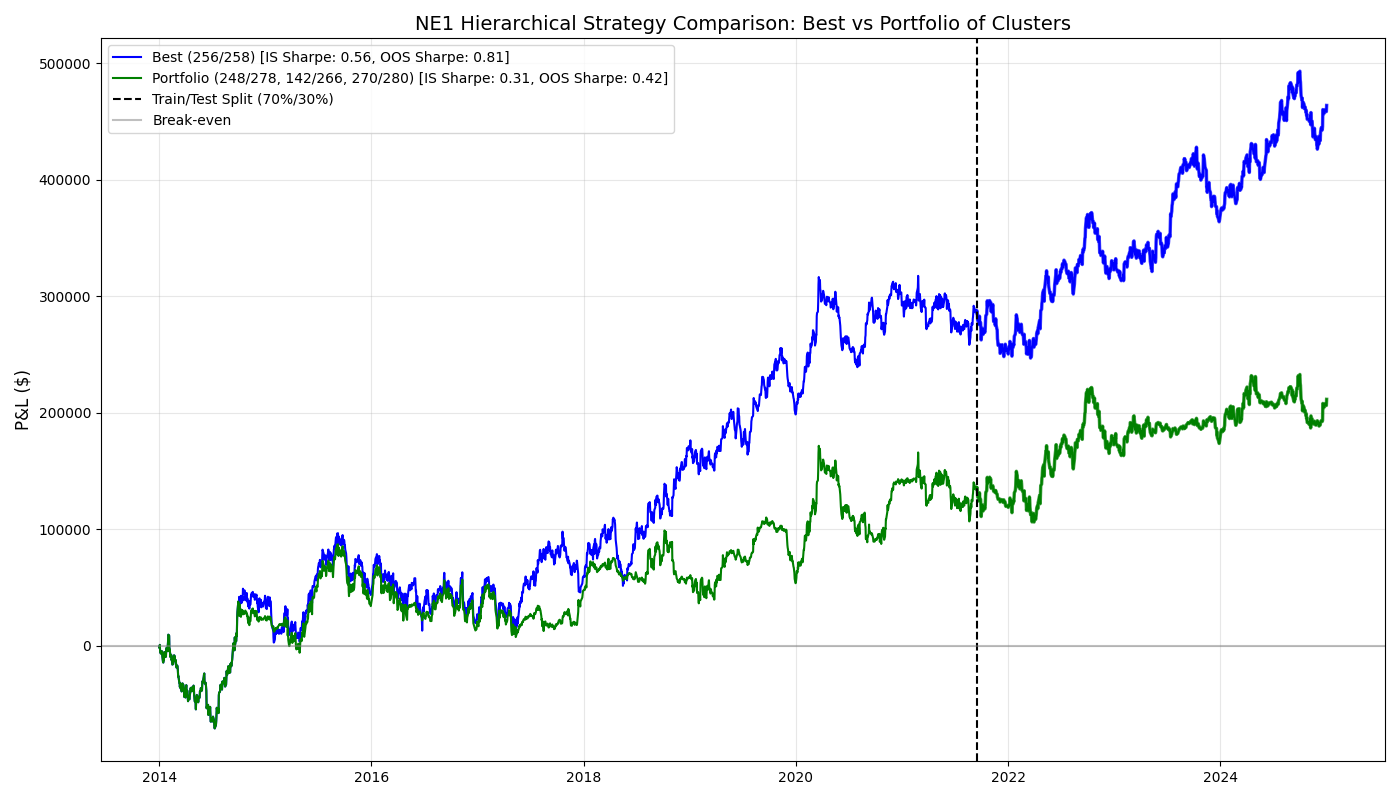 NE1 Hierarchical Strategy Comparison: Best vs Portfolio of Clusters
Best (256/258) [IS Sharpe: 0.56, OOS Sharpe: 0.81]
Portfolio (248/278, 142/266, 270/280) [IS Sharpe: 0.31, OOS Sharpe: 0.42]
Train/Test Split (70%/30%)
Break-even
P&L ($)
500000
400000
300000
200000
100000
0
2014
2016
2018
2020
2022
2024